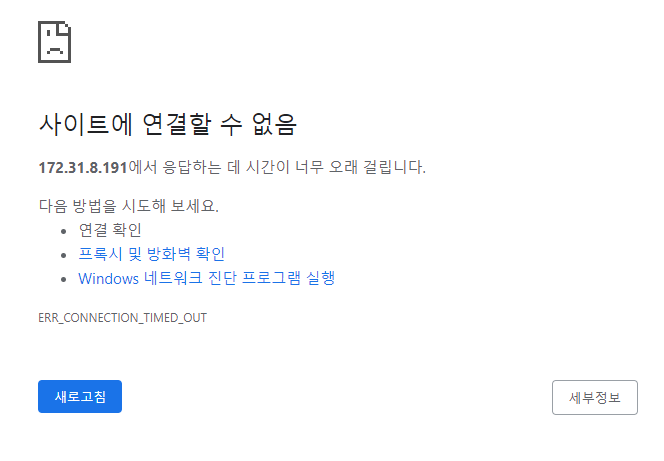 사이트에 연결할 수 없음
172.31.8.191에서 응답하는 데 시간이 너무 오래 걸립니다.
다음 방법을 시도해 보세요.
• 연결 확인
• 프록시 및 방화벽 확인
• Windows 네트워크 진단 프로그램 실행
ERR_CONNECTION_TIMED_OUT
새로고침
세부정보